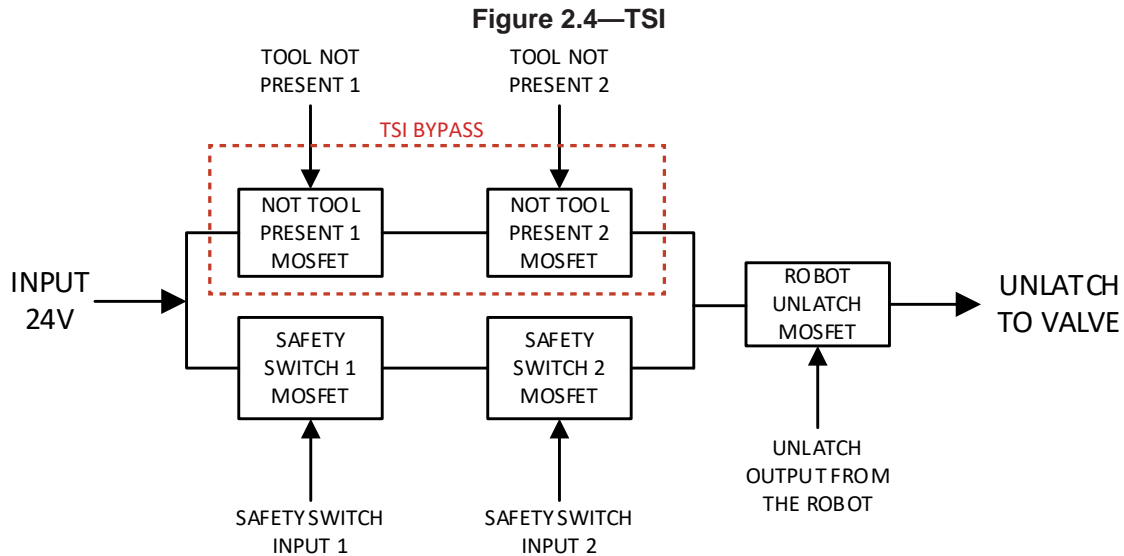 Figure 2.4—TSI
TOOL NOT
PRESENT 1
TOOL NOT
PRESENT 2
TSI BYPASS
NOT TOOL
PRESENT 1
MOSFET
NOT TOOL
PRESENT 2
MOSFET
INPUT
24V
ROBOT
UNLATCH
MOSFET
UNLATCH
TO VALVE
SAFETY
SWITCH 1
MOSFET
SAFETY
SWITCH 2
MOSFET
UNLATCH
OUTPUT FROM
THE ROBOT
SAFETY SWITCH
INPUT 1
SAFETY SWITCH
INPUT 2